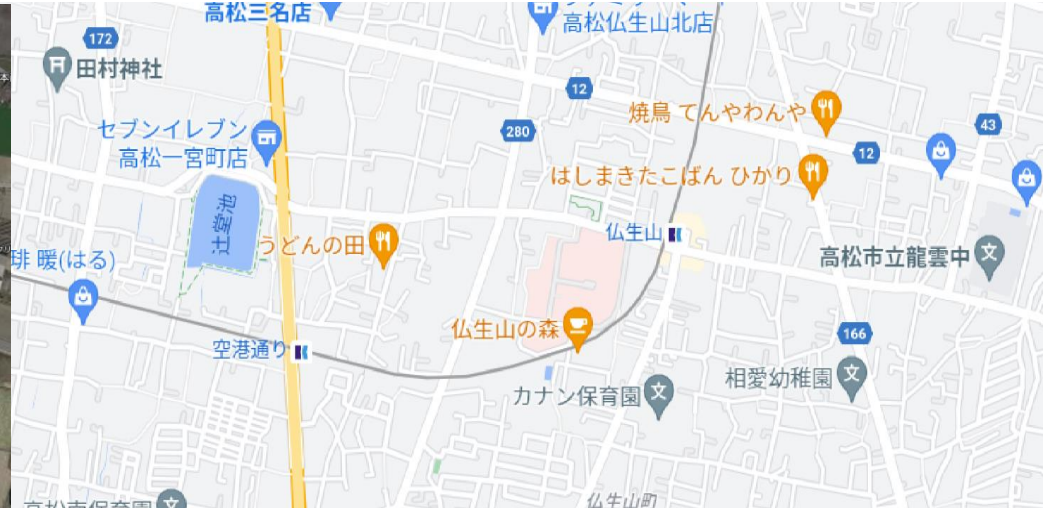 高松三名店
高松仏生山北店
172
田村神社
12
焼鳥 てんやわんや
セブンイレブン
高松一宮町店
280
43
12
はしまきたこばん ひかり
辻堂池
うどんの田
仏生山
高松市立龍雲中
琲 暖(はる)
仏生山の森
166
空港通り
カナン保育園
相愛幼稚園
仏生山町